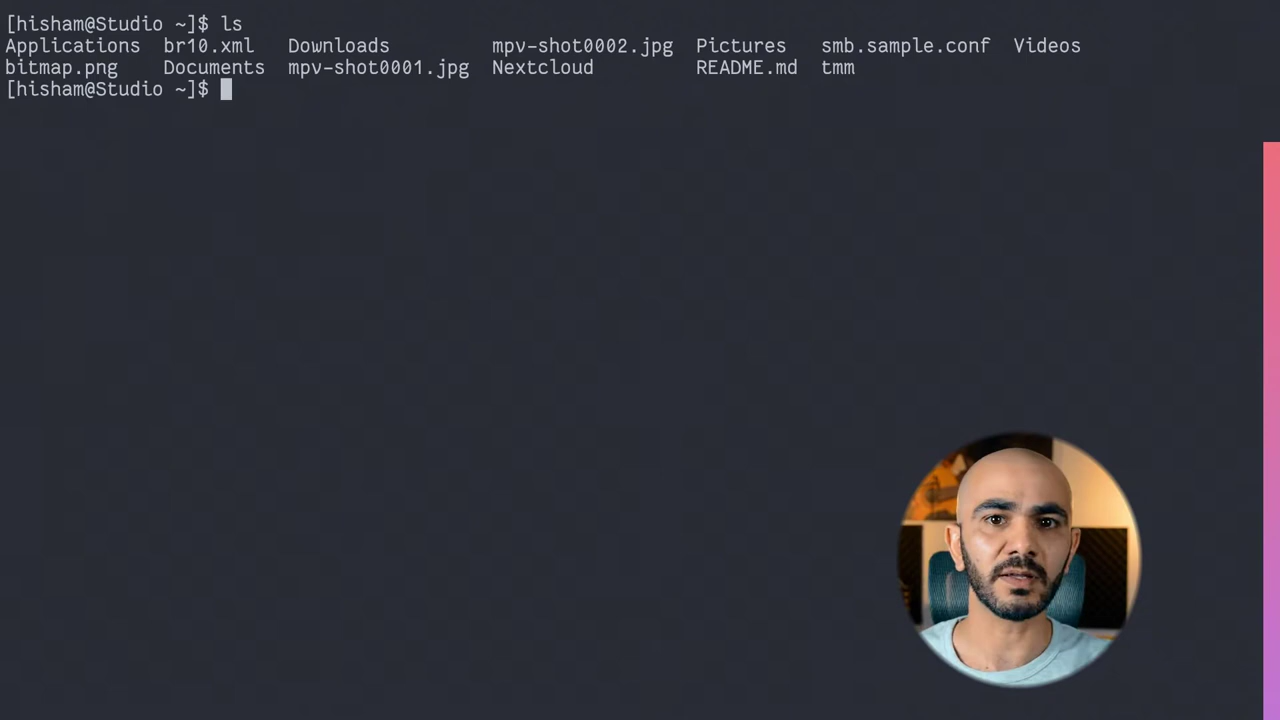 [hisham@Studio ~]$ ls
Applications br10.xml Downloads mpv-shot0002.jpg Pictures smb.sample.conf Videos
bitmap.png Documents mpv-shot0001.jpg Nextcloud README.md tmm
[hisham@Studio ~]$